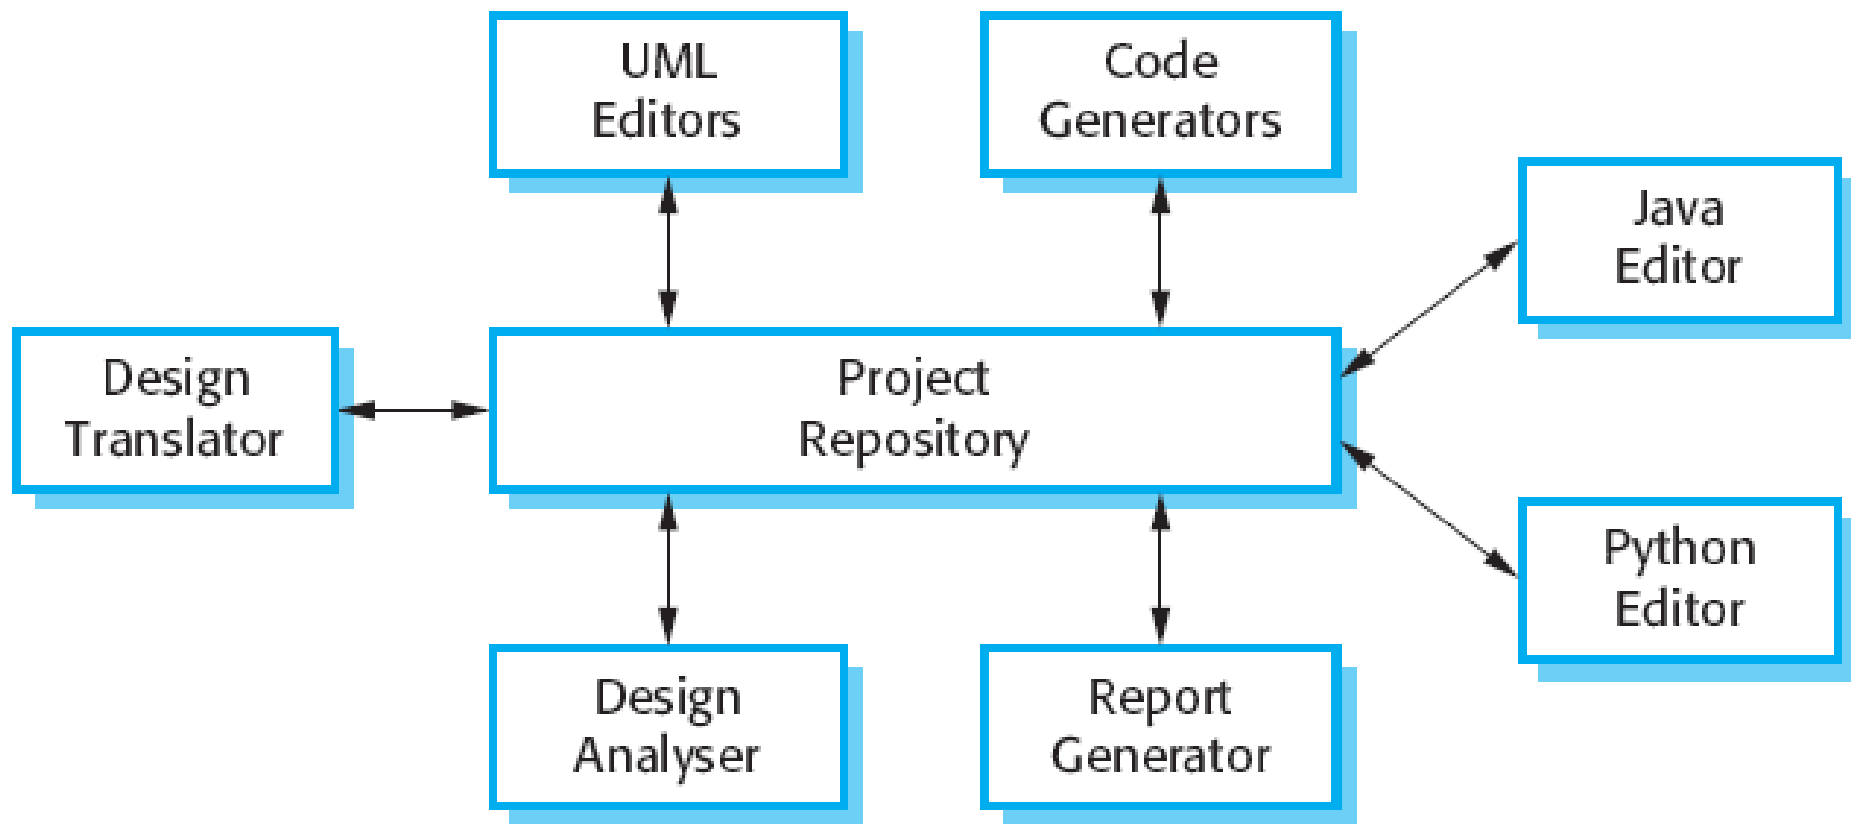 UML
Editors
Code
Generators
Java
Editor
Design
Translator
Project
Repository
Python
Editor
Design
Analyser
Report
Generator